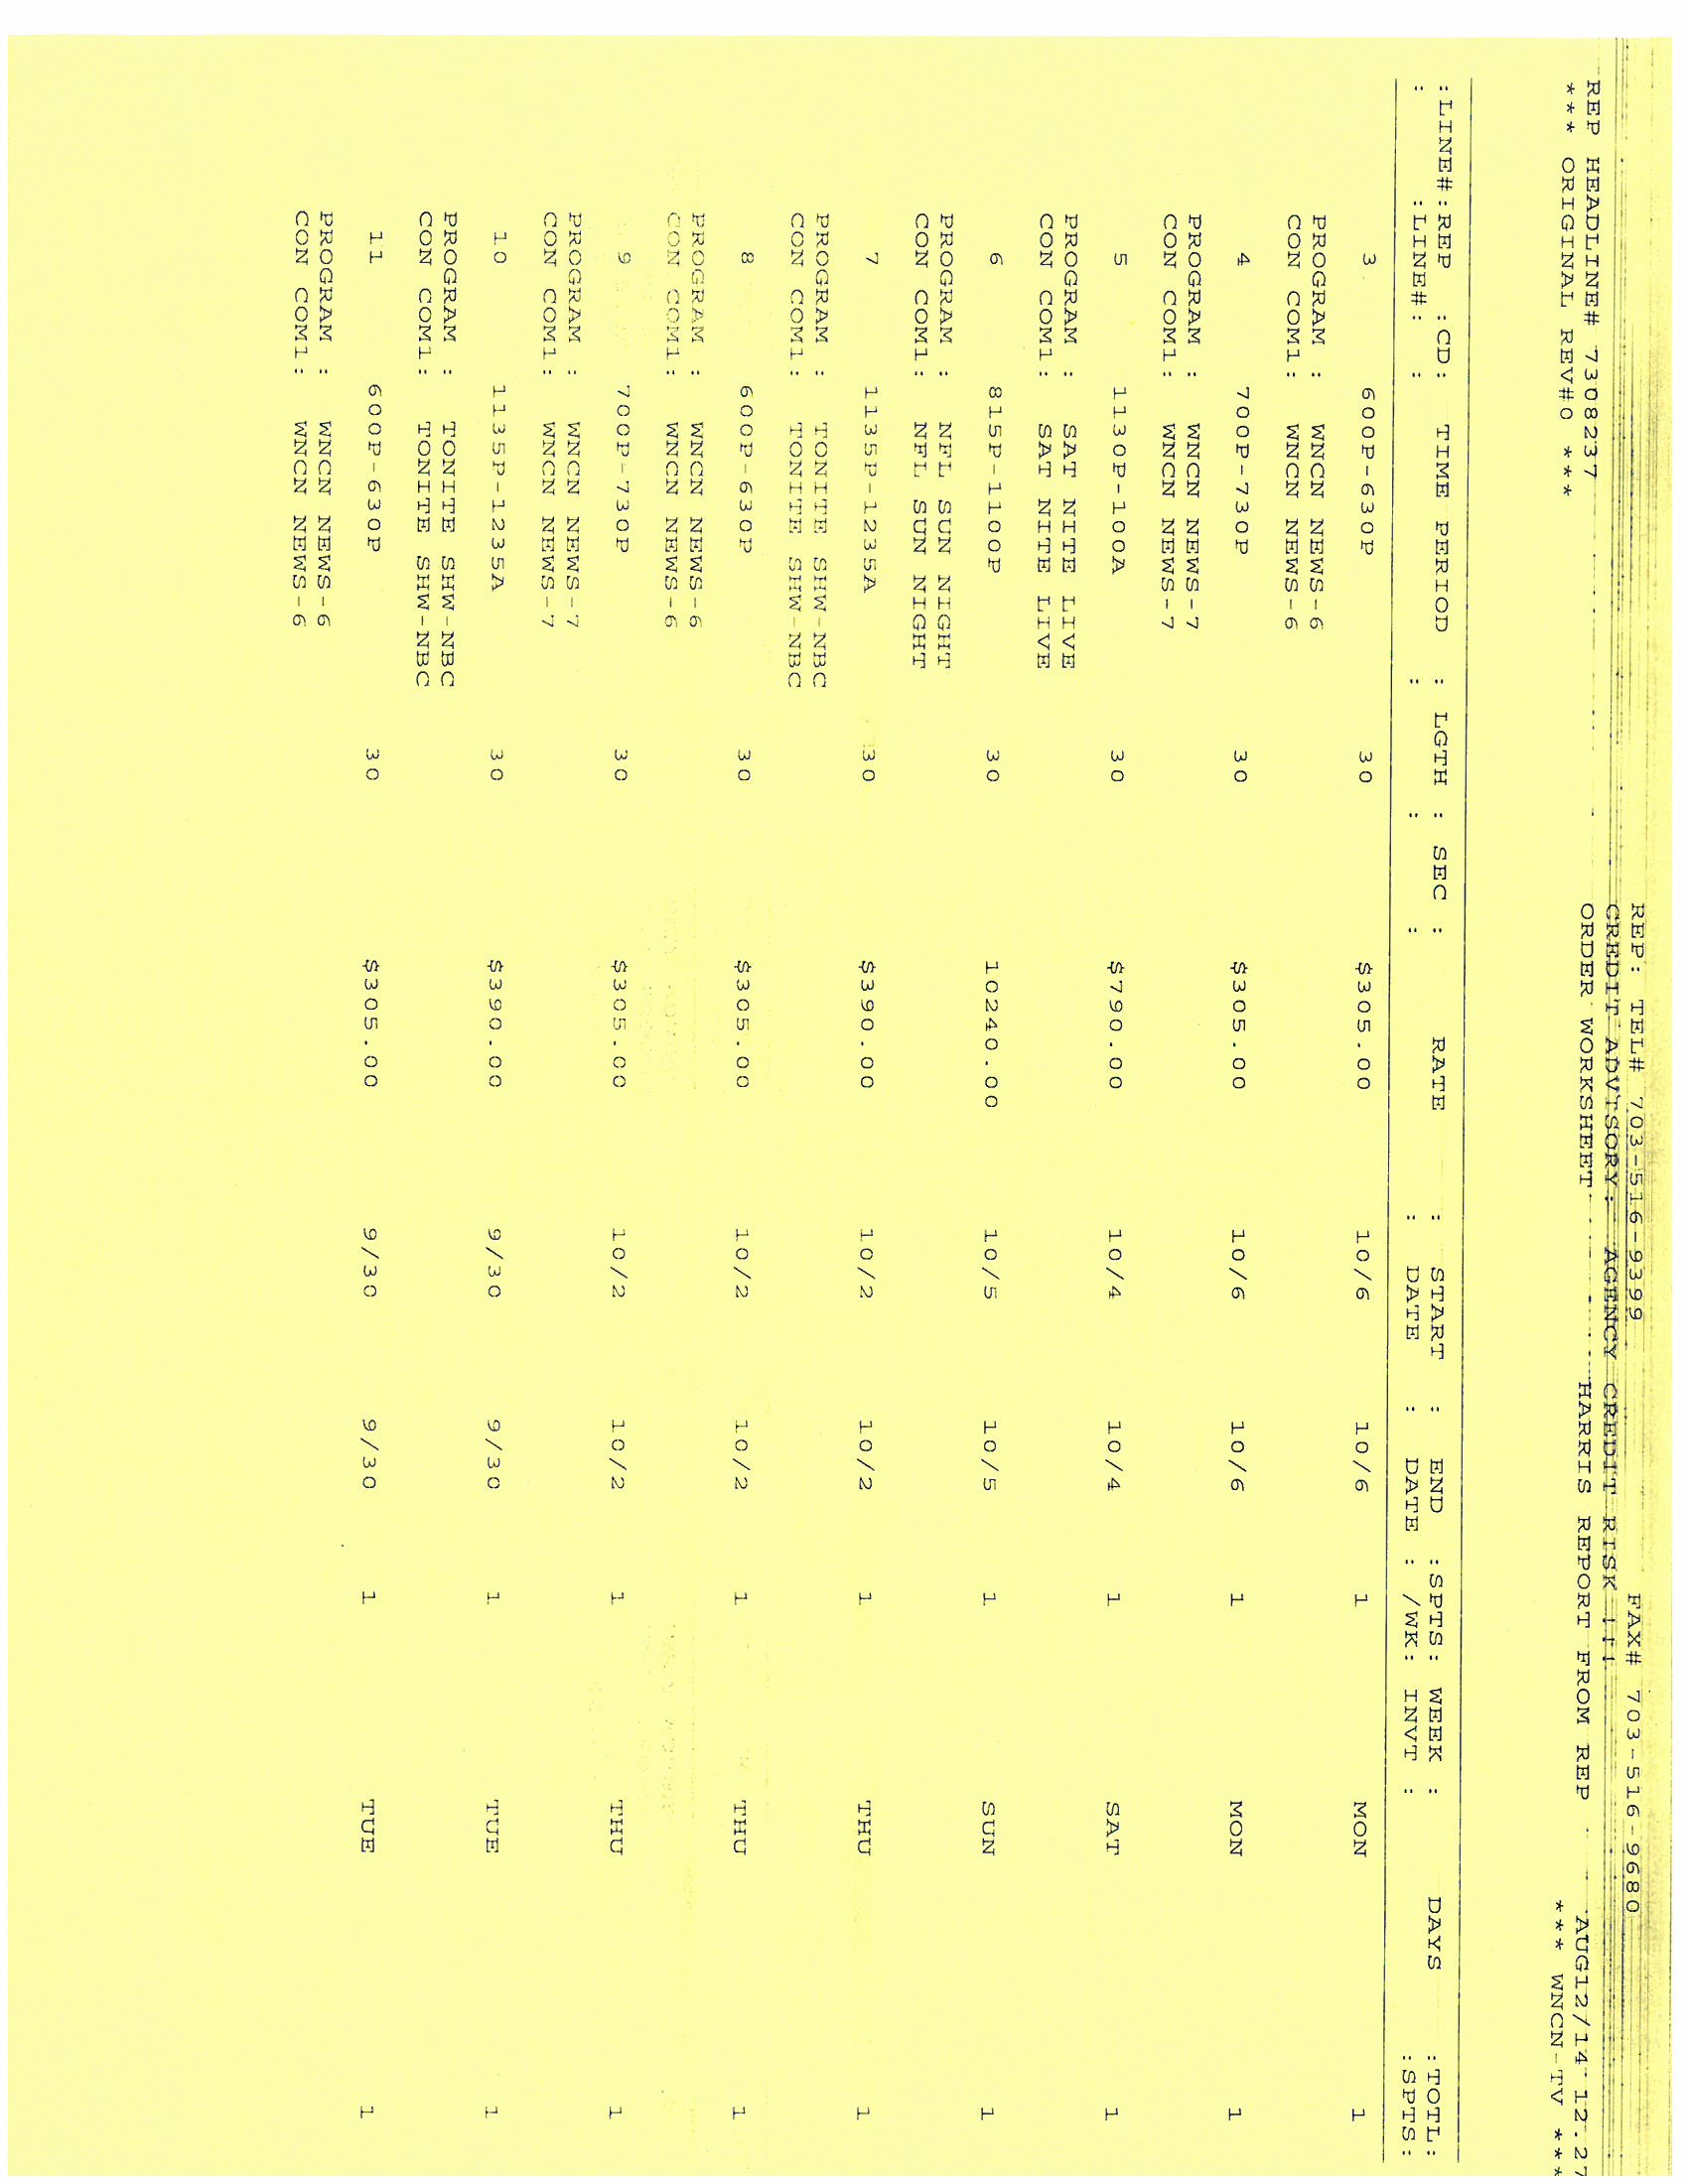 REP: TEL# 703-516-9399 FAX# 703-516-9680
CREDIT ADVISORY: AGENCY CREDIT RISK !!!
REP HEADLINE# 7308237 ORDER WORKSHEET HARRIS REPORT FROM REP AUG12/14 12.27
*** ORIGINAL REV#0 *** *** WNCN-TV ***
:LINE#:REP :CD: TIME PERIOD : LGTH : SEC : RATE : START : END :SPTS: WEEK : DAYS :TOTL:
: :LINE#: : : : : : DATE : DATE : /WK: INVT : :SPTS:
3 600P-630P 30 $305.00 10/6 10/6 1 MON 1
PROGRAM : WNCN NEWS-6
CON COM1: WNCN NEWS-6
4 700P-730P 30 $305.00 10/6 10/6 1 MON 1
PROGRAM : WNCN NEWS-7
CON COM1: WNCN NEWS-7
5 1130P-100A 30 $790.00 10/4 10/4 1 SAT 1
PROGRAM : SAT NITE LIVE
CON COM1: SAT NITE LIVE
6 815P-1100P 30 10240.00 10/5 10/5 1 SUN 1
PROGRAM : NFL SUN NIGHT
CON COM1: NFL SUN NIGHT
7 1135P-1235A 30 $390.00 10/2 10/2 1 THU 1
PROGRAM : TONITE SHW-NBC
CON COM1: TONITE SHW-NBC
8 600P-630P 30 $305.00 10/2 10/2 1 THU 1
PROGRAM : WNCN NEWS-6
CON COM1: WNCN NEWS-6
9 700P-730P 30 $305.00 10/2 10/2 1 THU 1
PROGRAM : WNCN NEWS-7
CON COM1: WNCN NEWS-7
10 1135P-1235A 30 $390.00 9/30 9/30 1 TUE 1
PROGRAM : TONITE SHW-NBC
CON COM1: TONITE SHW-NBC
11 600P-630P 30 $305.00 9/30 9/30 1 TUE 1
PROGRAM : WNCN NEWS-6
CON COM1: WNCN NEWS-6